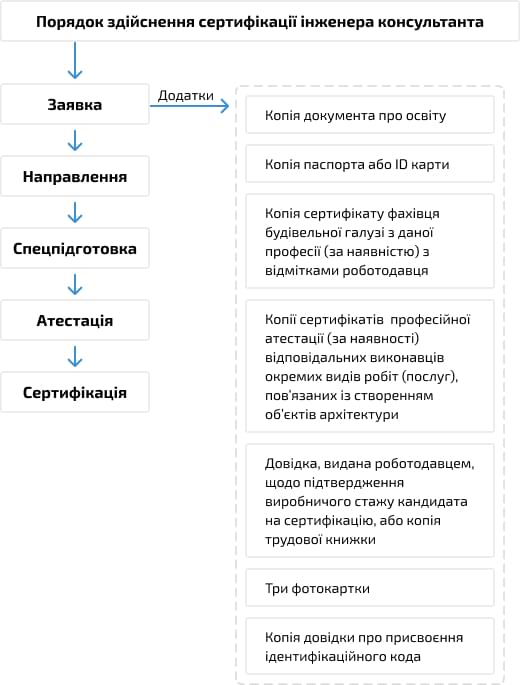 Порядок здійснення сертифікації інженера консультанта
Заявка
Додатки
Направлення
Спецпідготовка
Атестація
Сертифікація
Копія документа про освіту
Копія паспорта або ID карти
Копія сертифікату фахівця
будівельної галузі з даної
професії (за наявністю) з
відмітками роботодавця
Копії сертифікатів професійної
атестації (за наявності)
відповідальних виконавців
окремих видів робіт (послуг),
пов'язаних із створенням
об'єктів архітектури
Довідка, видана роботодавцем,
щодо підтвердження
виробничого стажу кандидата
на сертифікацію, або копія
трудової книжки
Три фотокартки
Копія довідки про присвоєння
ідентифікаційного кода